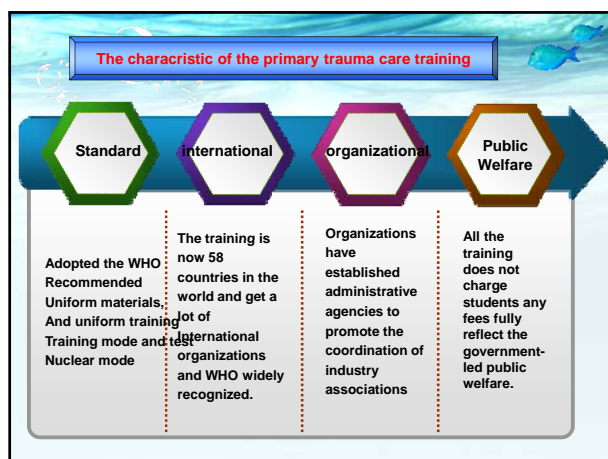 The characristic of the primary trauma care training
Standard
international
organizational
Public
Welfare
Adopted the WHO
Recommended
Uniform materials,
And uniform training
Training mode and test
Nuclear mode
The training is
now 58
countries in the
world and get a
lot of
International
organizations
and WHO widely
recognized.
Organizations
have
established
administrative
agencies to
promote the
coordination of
industry
associations
All the
training
does not
charge
students any
fees fully
reflect the
government-
led public
welfare.